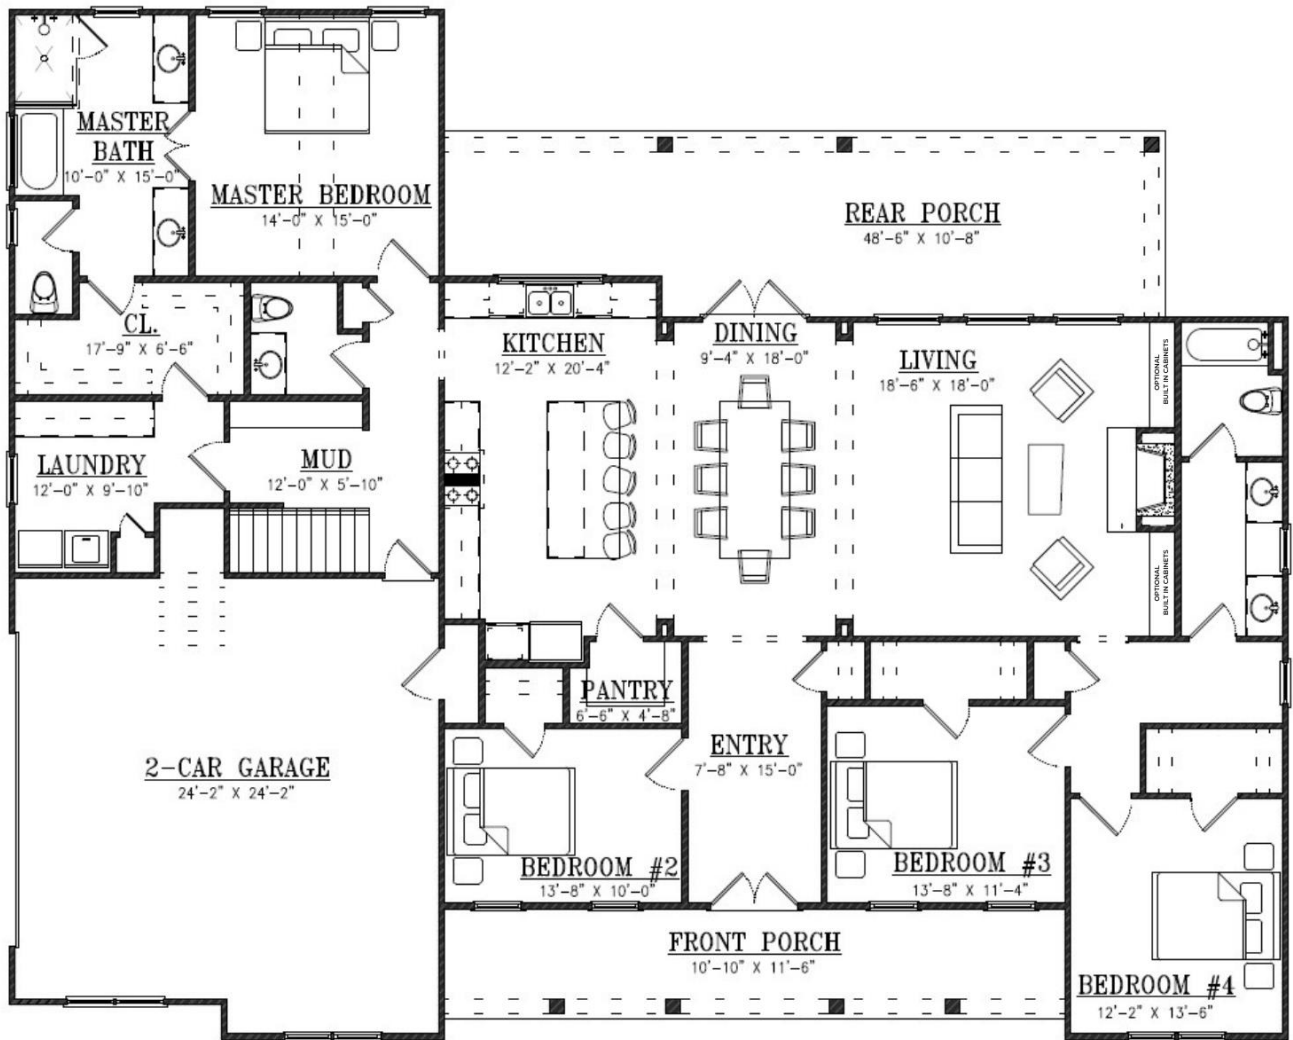 MASTER
BATH
10'-0" X 15'-0"
MASTER BEDROOM
14'-0" X 15'-0"
REAR PORCH
48'-6" X 10'-8"
CL.
17'-9" X 6'-6"
KITCHEN
12'-2" X 20'-4"
DINING
9'-4" X 18'-0"
LIVING
18'-6" X 18'-0"
OPTIONAL
BUILT IN CABINETS
LAUNDRY
12'-0" X 9'-10"
MUD
12'-0" X 5'-10"
OPTIONAL
BUILT IN CABINETS
PANTRY
6'-6" X 4'-8"
2-CAR GARAGE
24'-2" X 24'-2"
ENTRY
7'-8" X 15'-0"
BEDROOM #2
13'-8" X 10'-0"
BEDROOM #3
13'-8" X 11'-4"
FRONT PORCH
10'-10" X 11'-6"
BEDROOM #4
12'-2" X 13'-6"